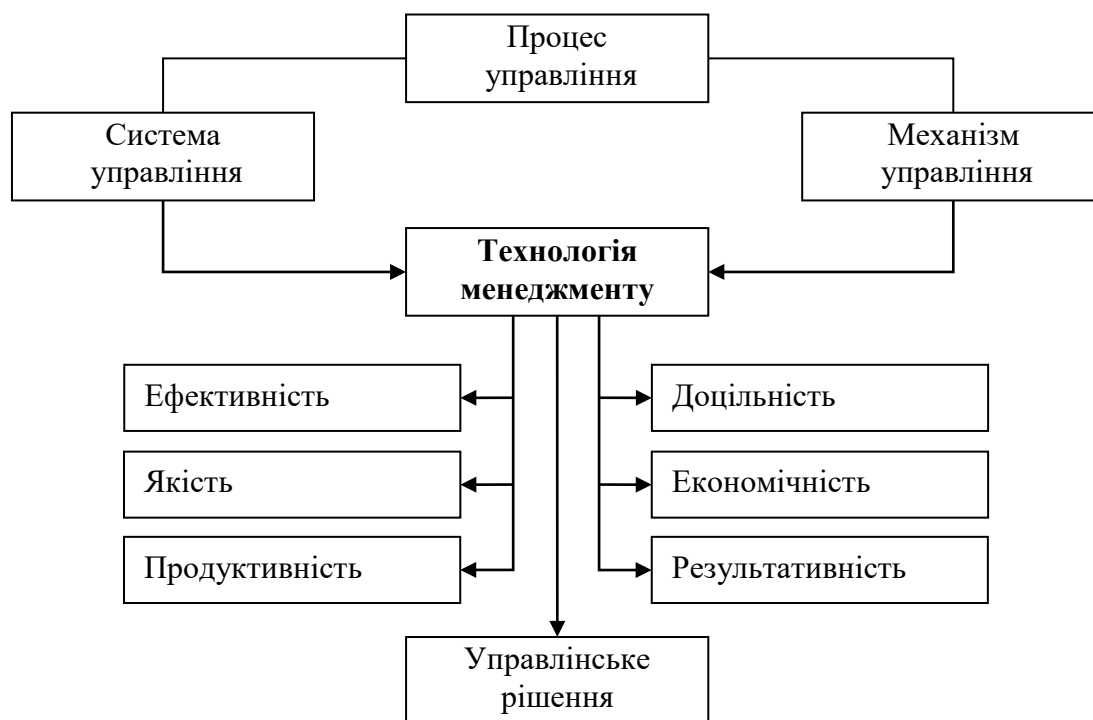 Процес
управління
Система
управління
Механізм
управління
Технологія
менеджменту
Ефективність
Доцільність
Якість
Економічність
Продуктивність
Результативність
Управлінське
рішення